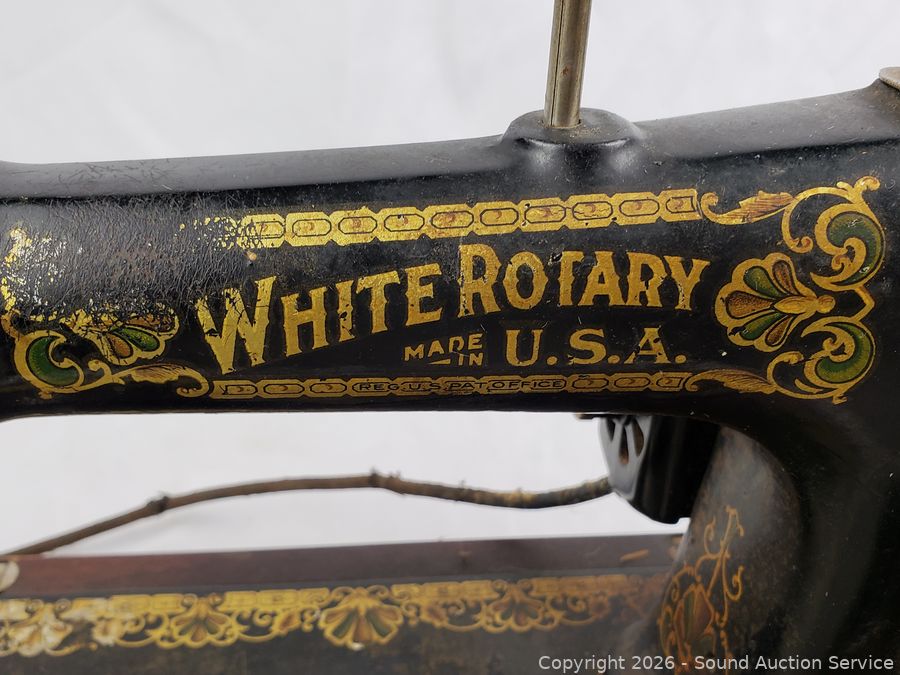 WHITE ROTARY
MADE IN U.S.A.
REG. U.S. PAT. OFFICE
Copyright © 2026 - Sound Auction Service